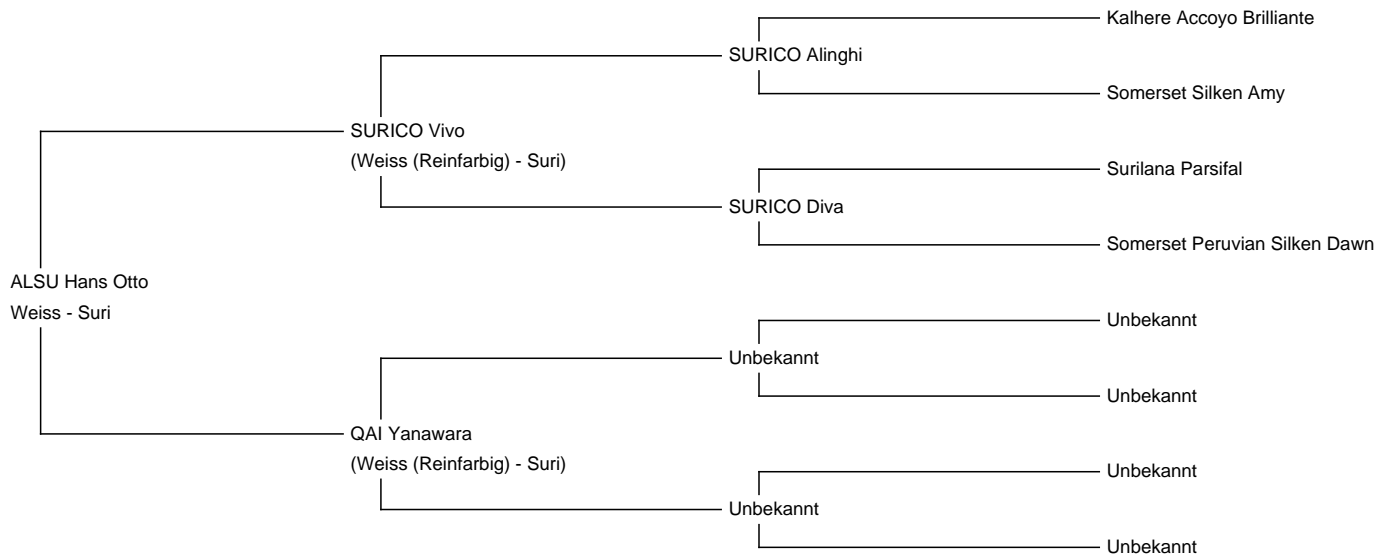 Kalhere Accoyo Brilliante
SURICO Alinghi
Somerset Silken Amy
SURICO Vivo
(Weiss (Reinfarbig) - Suri)
Surilana Parsifal
SURICO Diva
Somerset Peruvian Silken Dawn
ALSU Hans Otto
Weiss - Suri
Unbekannt
Unbekannt
Unbekannt
QAI Yanawara
(Weiss (Reinfarbig) - Suri)
Unbekannt
Unbekannt
Unbekannt